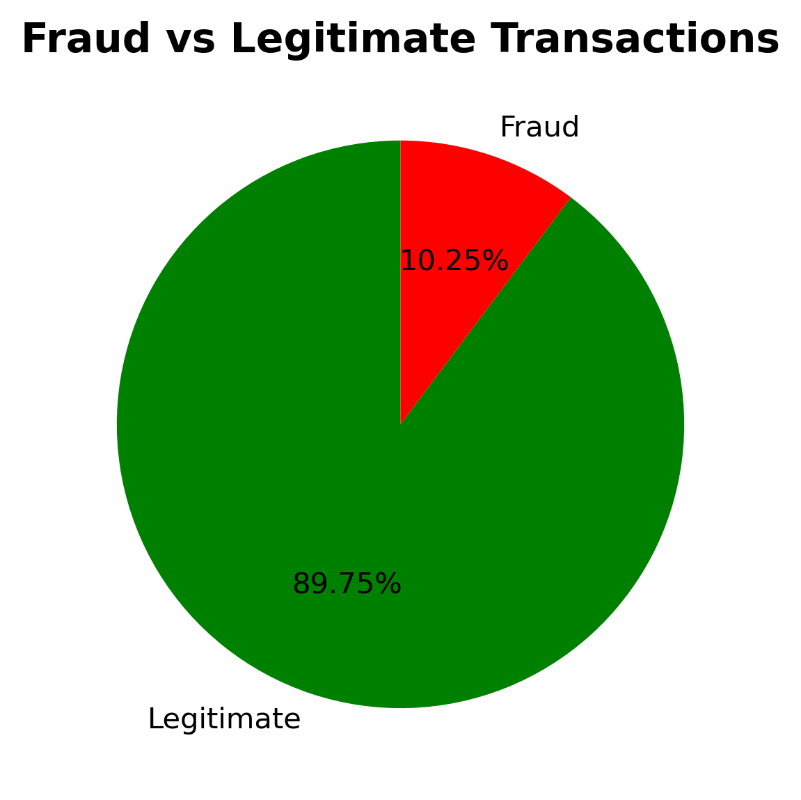 Fraud vs Legitimate Transactions
Fraud
10.25%
89.75%
Legitimate